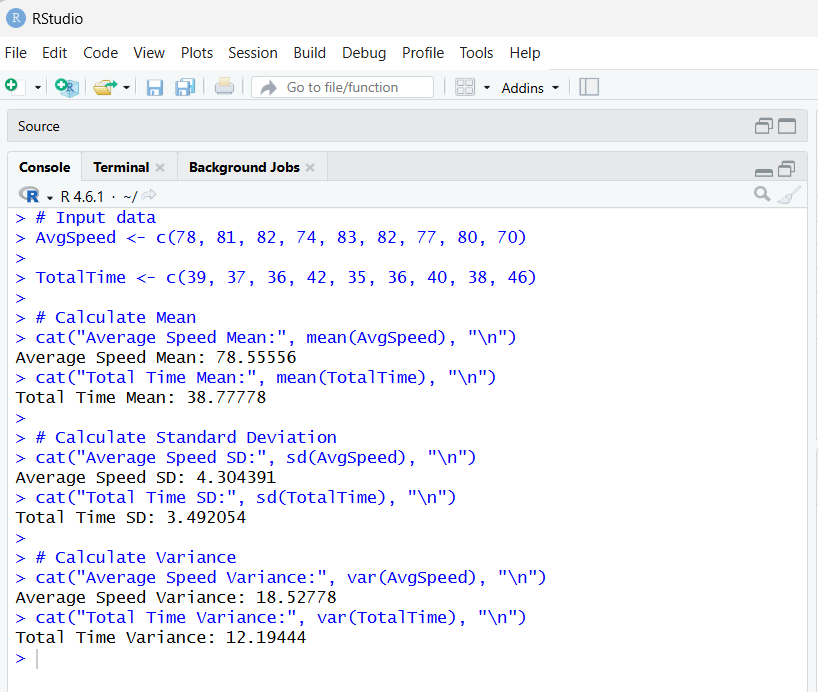 RStudio
File Edit Code View Plots Session Build Debug Profile Tools Help
Go to file/function Addins
Source
Console Terminal Background Jobs
R 4.6.1 · ~/
> # Input data
> AvgSpeed <- c(78, 81, 82, 74, 83, 82, 77, 80, 70)
>
> TotalTime <- c(39, 37, 36, 42, 35, 36, 40, 38, 46)
>
> # Calculate Mean
> cat("Average Speed Mean:", mean(AvgSpeed), "\n")
Average Speed Mean: 78.55556
> cat("Total Time Mean:", mean(TotalTime), "\n")
Total Time Mean: 38.77778
>
> # Calculate Standard Deviation
> cat("Average Speed SD:", sd(AvgSpeed), "\n")
Average Speed SD: 4.304391
> cat("Total Time SD:", sd(TotalTime), "\n")
Total Time SD: 3.492054
>
> # Calculate Variance
> cat("Average Speed Variance:", var(AvgSpeed), "\n")
Average Speed Variance: 18.52778
> cat("Total Time Variance:", var(TotalTime), "\n")
Total Time Variance: 12.19444
>